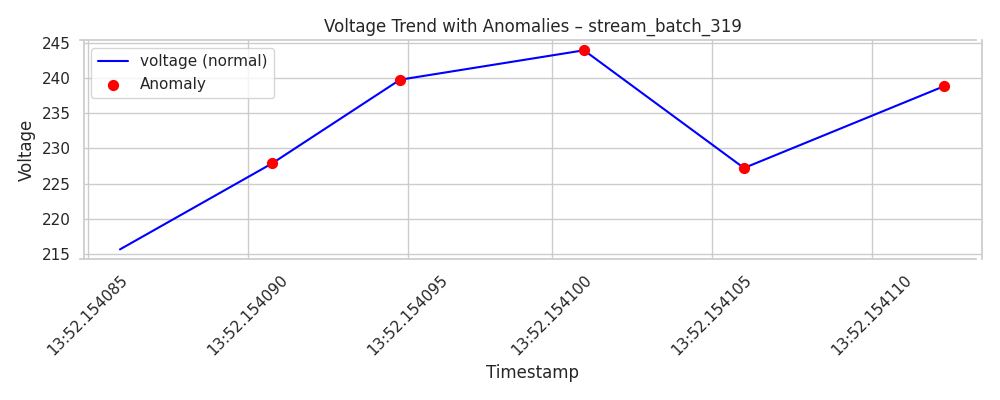 Voltage Trend with Anomalies – stream_batch_319
voltage (normal)
Anomaly
Voltage
245
240
235
230
225
220
215
13:52.154085
13:52.154090
13:52.154095
13:52.154100
13:52.154105
13:52.154110
Timestamp